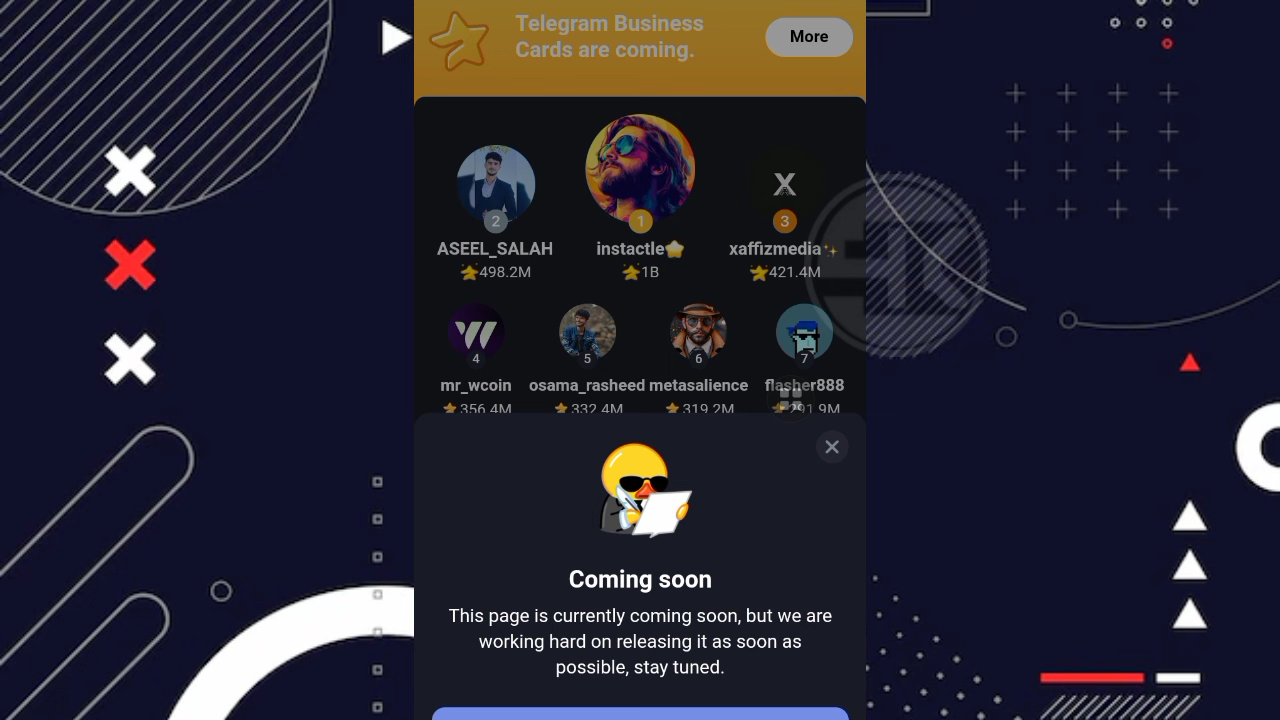 Telegram Business
Cards are coming.
More
2
1
3
ASEEL_SALAH
instactle
xaffizmedia
498.2M
1B
421.4M
4
5
6
7
mr_wcoin
osama_rasheed
metasalience
flasher888
356.4M
332.4M
319.2M
Coming soon
This page is currently coming soon, but we are
working hard on releasing it as soon as
possible, stay tuned.